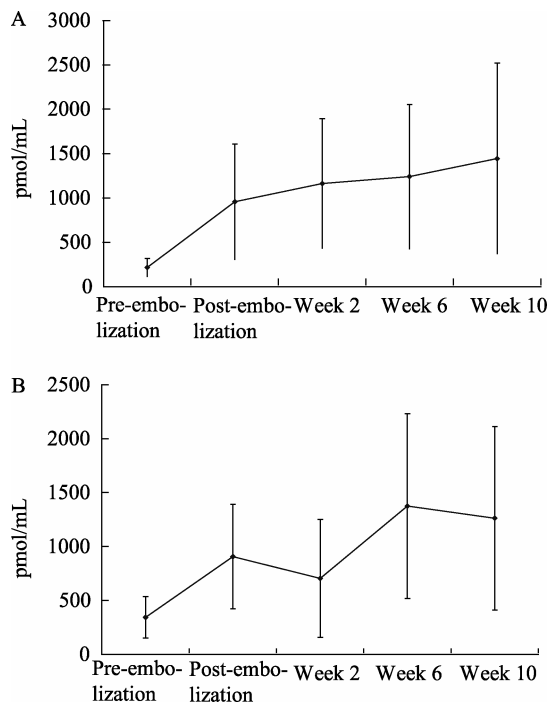 A
3000
2500
2000
1500
1000
500
0
pmol/mL
Pre-embo-
lization
Post-embo-
lization
Week 2
Week 6
Week 10
B
2500
2000
1500
1000
500
0
pmol/mL
Pre-embo-
lization
Post-embo-
lization
Week 2
Week 6
Week 10